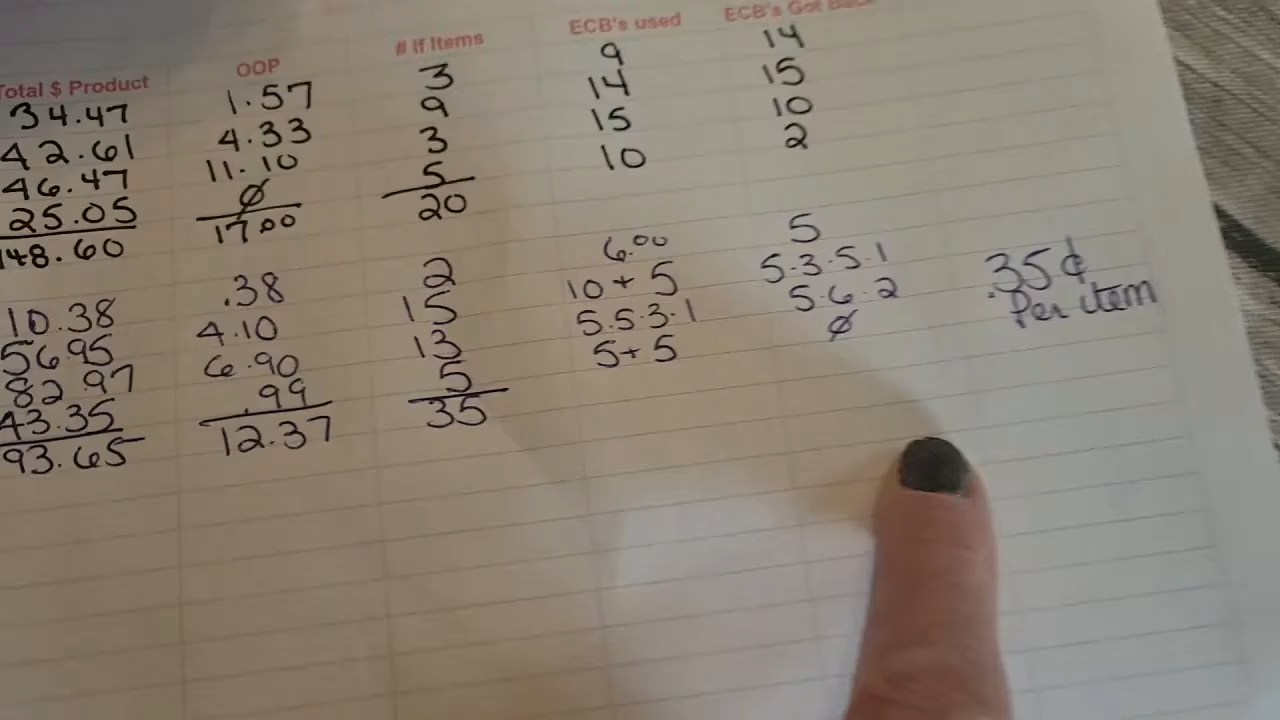 Total $ Product OOP # If Items ECB's used ECB's Got Back
34.47 1.57 3 9 14
42.61 4.33 9 14 15
46.47 11.10 3 15 10
25.05 ø 5 10 2
148.60 17.00 20
10.38 .38 2 6.00 5
56.95 4.10 15 10 + 5 5.3.5.1 .35¢
82.97 6.90 13 5.5.3.1 5.6.2 Per item
43.35 .99 5 5+ 5 ø
93.65 12.37 35